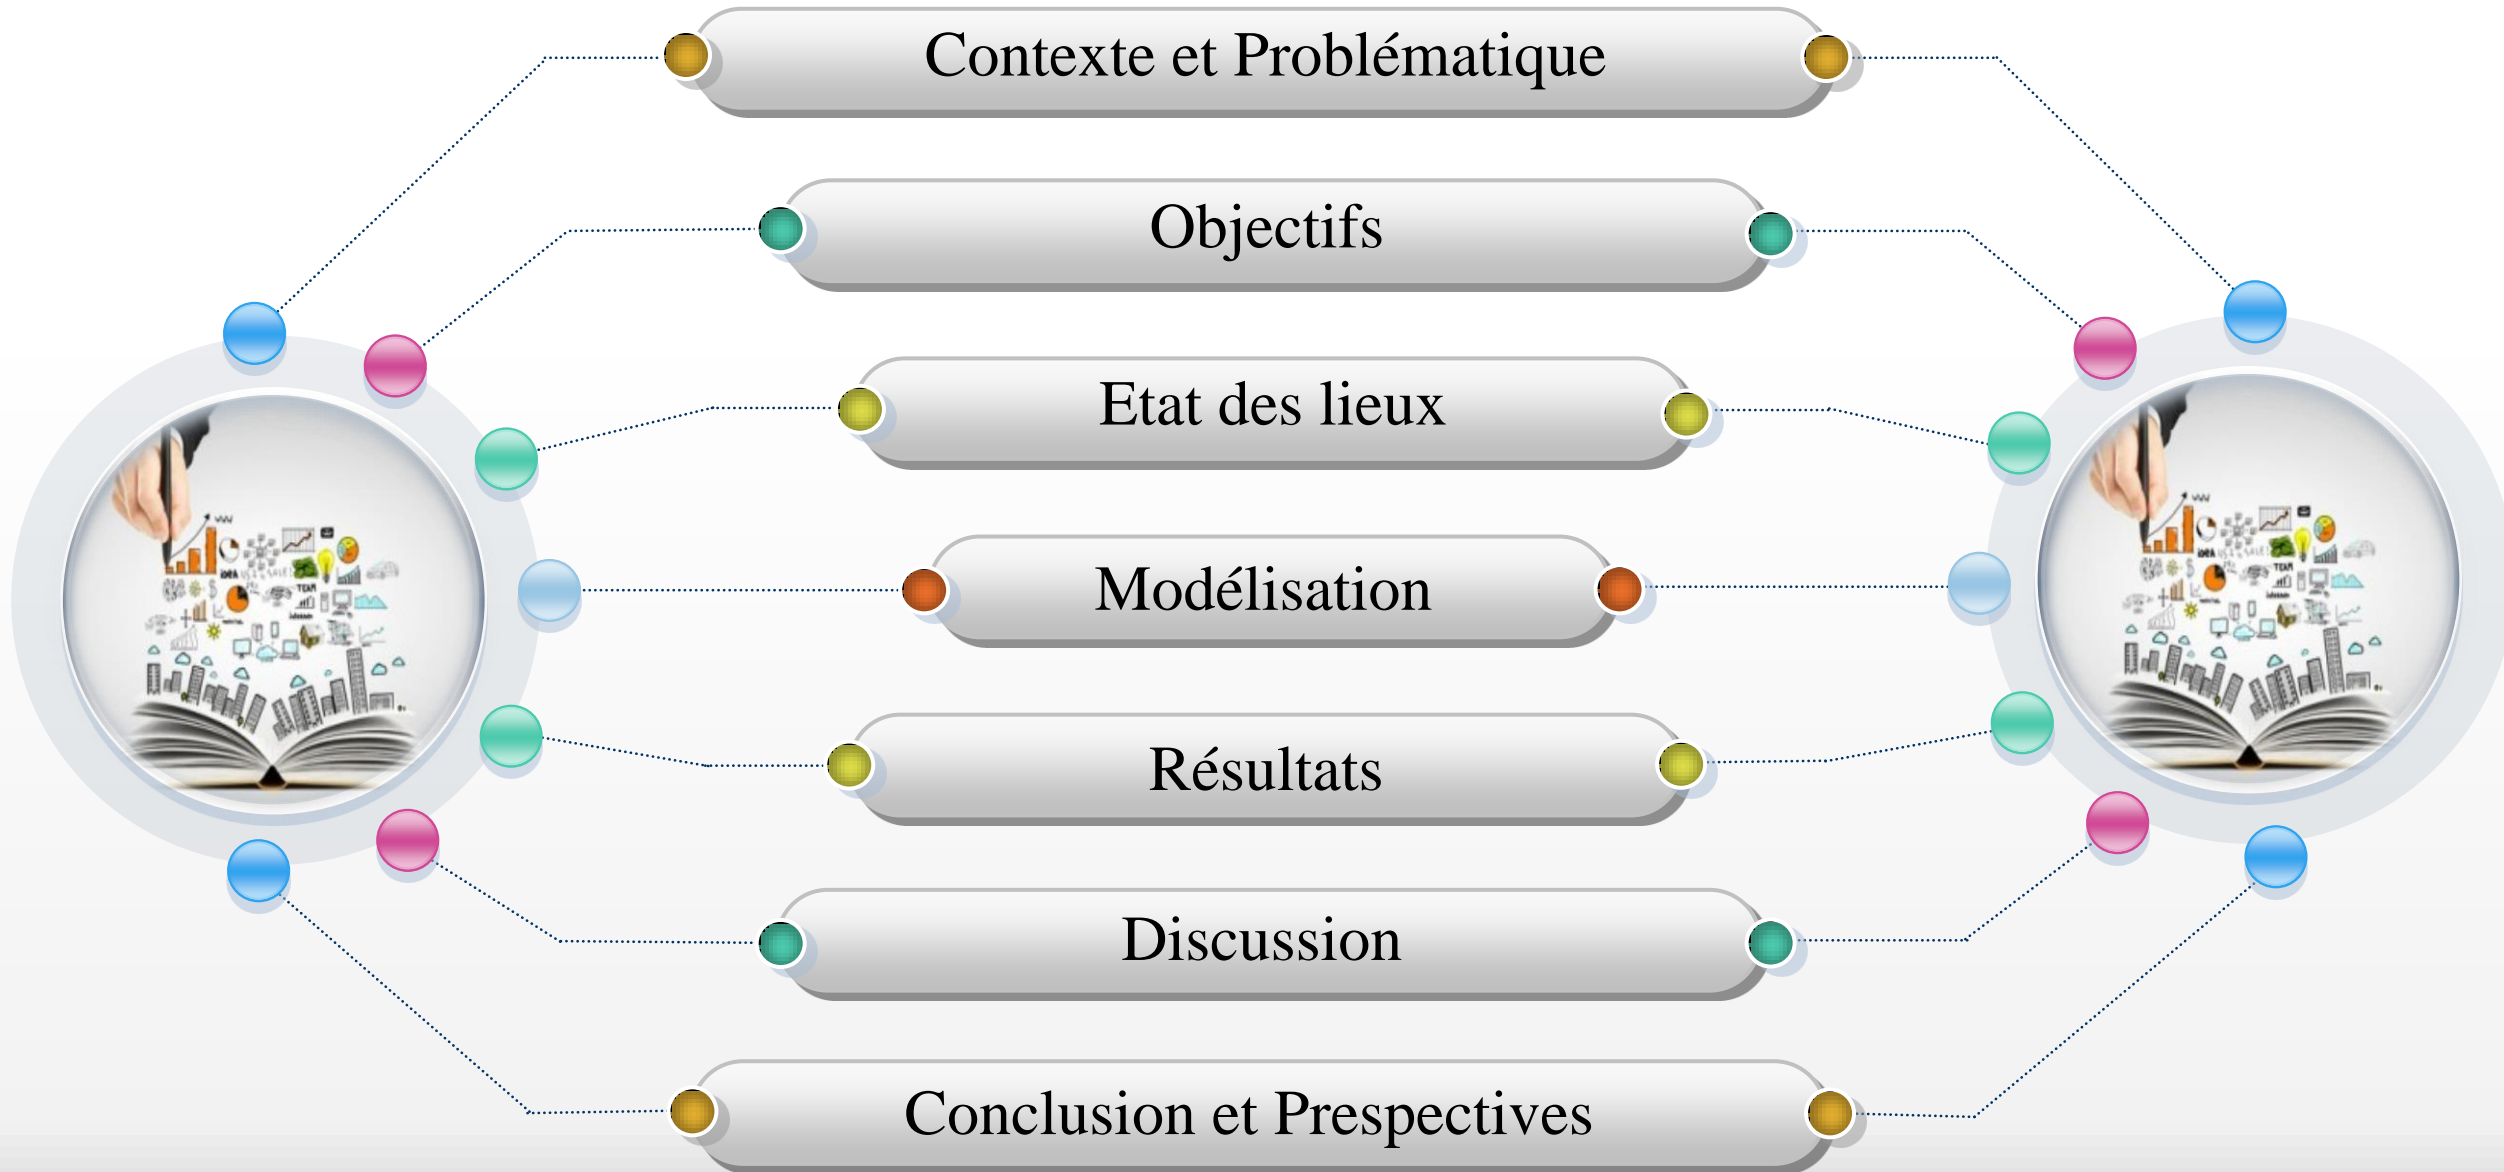 Contexte et Problématique
Objectifs
Etat des lieux
Modélisation
Résultats
Discussion
Conclusion et Prespectives